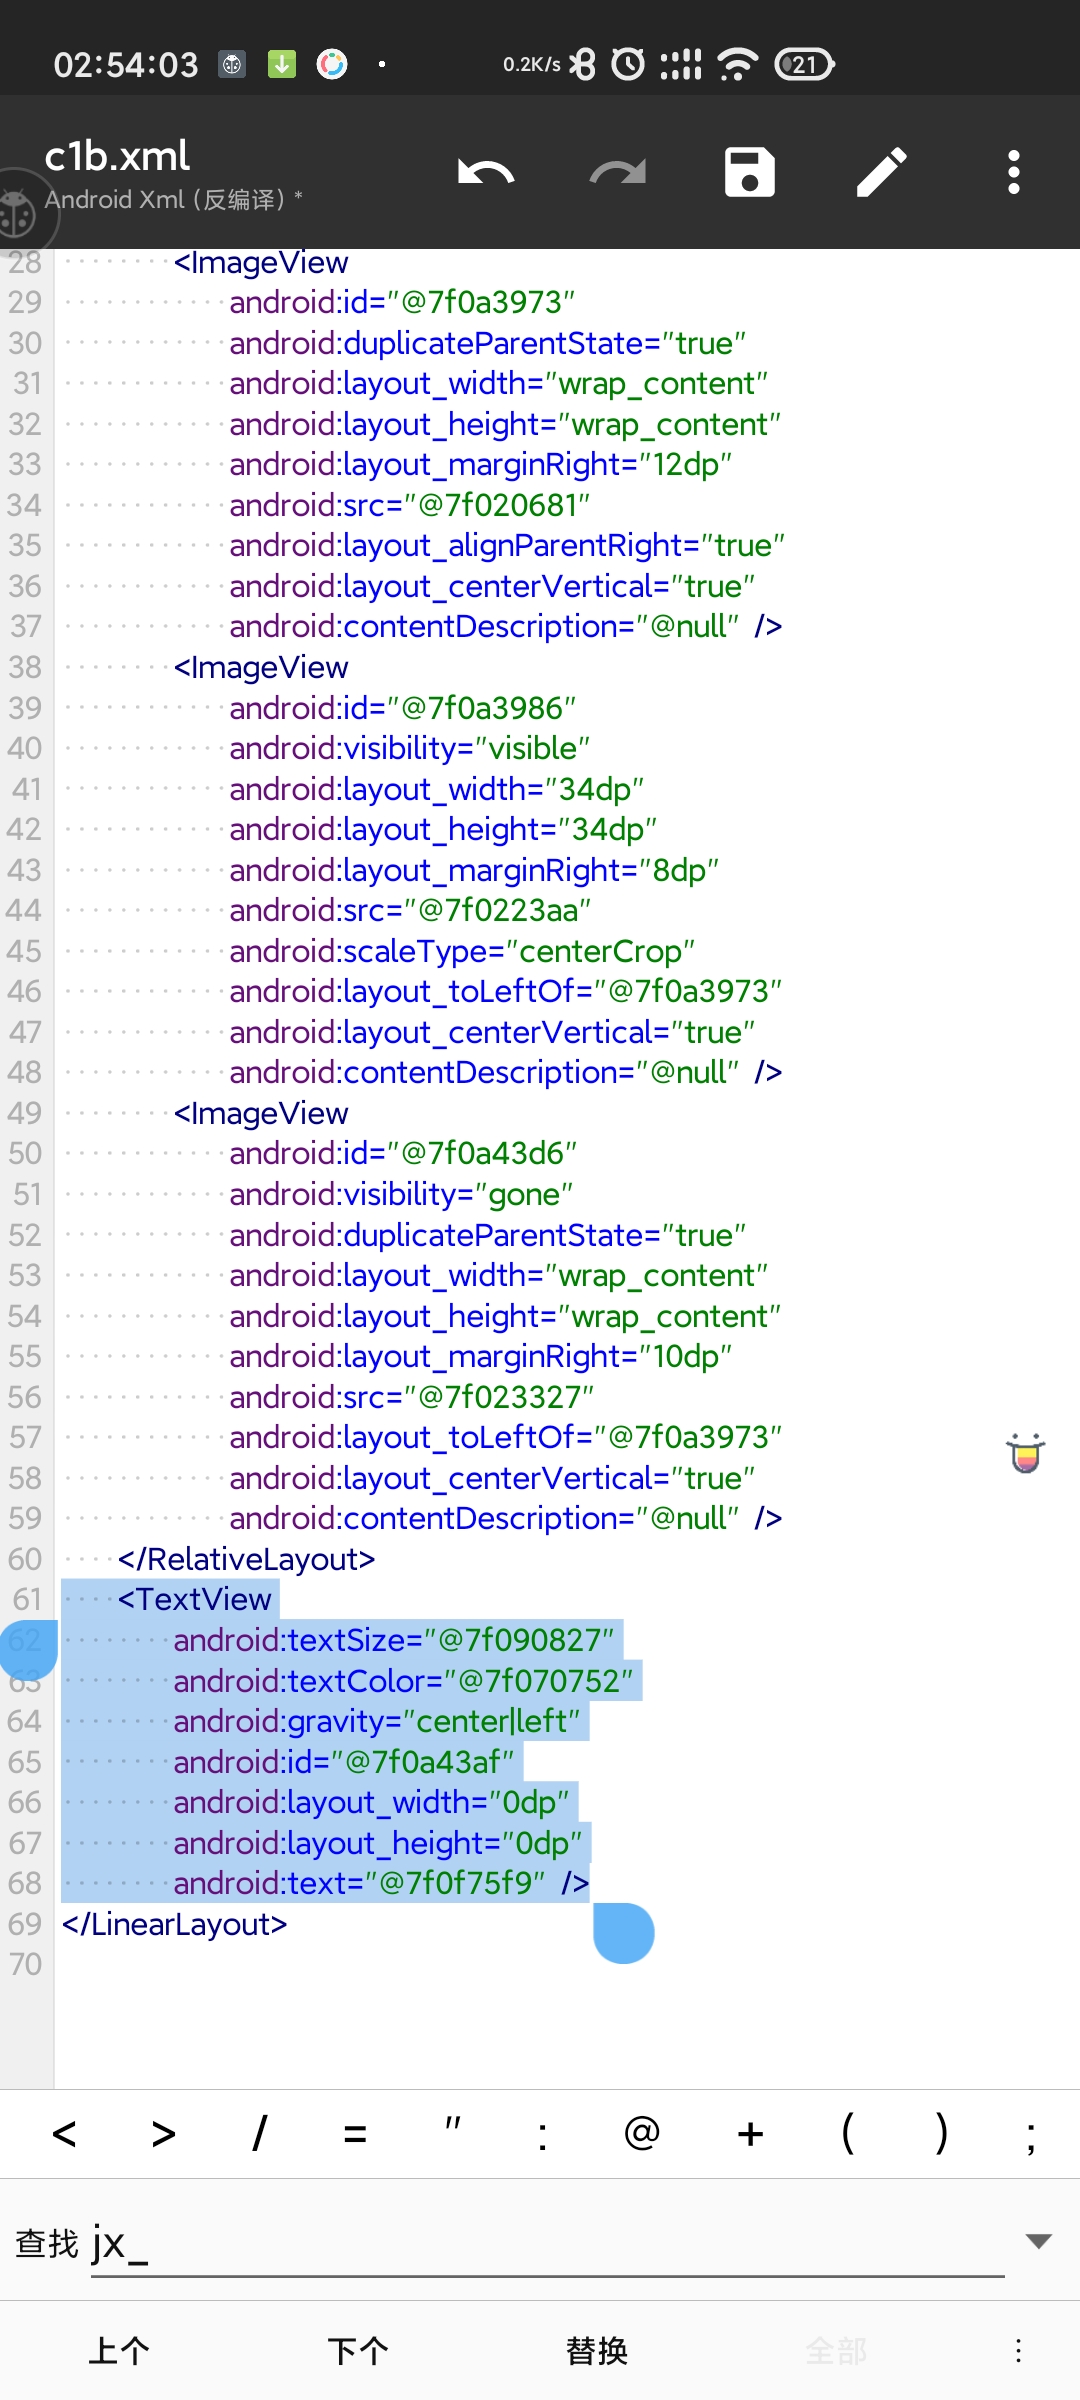 02:54:03 0.2K/s 21
c1b.xml
Android Xml (反编译) *
28 <ImageView
29 android:id="@7f0a3973"
30 android:duplicateParentState="true"
31 android:layout_width="wrap_content"
32 android:layout_height="wrap_content"
33 android:layout_marginRight="12dp"
34 android:src="@7f020681"
35 android:layout_alignParentRight="true"
36 android:layout_centerVertical="true"
37 android:contentDescription="@null" />
38 <ImageView
39 android:id="@7f0a3986"
40 android:visibility="visible"
41 android:layout_width="34dp"
42 android:layout_height="34dp"
43 android:layout_marginRight="8dp"
44 android:src="@7f0223aa"
45 android:scaleType="centerCrop"
46 android:layout_toLeftOf="@7f0a3973"
47 android:layout_centerVertical="true"
48 android:contentDescription="@null" />
49 <ImageView
50 android:id="@7f0a43d6"
51 android:visibility="gone"
52 android:duplicateParentState="true"
53 android:layout_width="wrap_content"
54 android:layout_height="wrap_content"
55 android:layout_marginRight="10dp"
56 android:src="@7f023327"
57 android:layout_toLeftOf="@7f0a3973"
58 android:layout_centerVertical="true"
59 android:contentDescription="@null" />
60 </RelativeLayout>
61 <TextView
62 android:textSize="@7f090827"
63 android:textColor="@7f070752"
64 android:gravity="center|left"
65 android:id="@7f0a43af"
66 android:layout_width="0dp"
67 android:layout_height="0dp"
68 android:text="@7f0f75f9" />
69 </LinearLayout>
70
< > / = " : @ + ( ) ;
查找 jx_
上个 下个 替换 全部